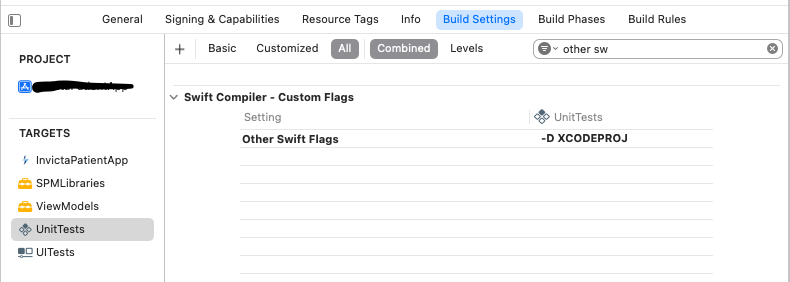 General Signing & Capabilities Resource Tags Info Build Settings Build Phases Build Rules
+ Basic Customized All Combined Levels other sw
PROJECT
TARGETS
InvictaPatientApp
SPMLibraries
ViewModels
UnitTests
UITests
Swift Compiler - Custom Flags
Setting UnitTests
Other Swift Flags -D XCODEPROJ